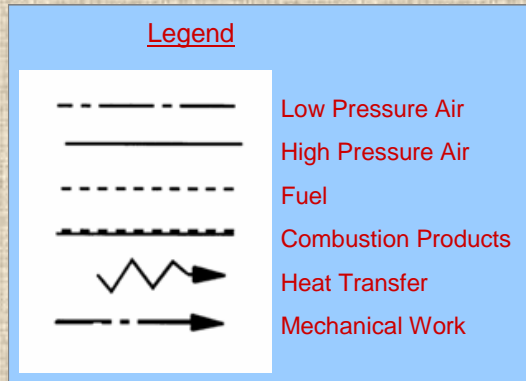 Legend
Low Pressure Air
High Pressure Air
Fuel
Combustion Products
Heat Transfer
Mechanical Work